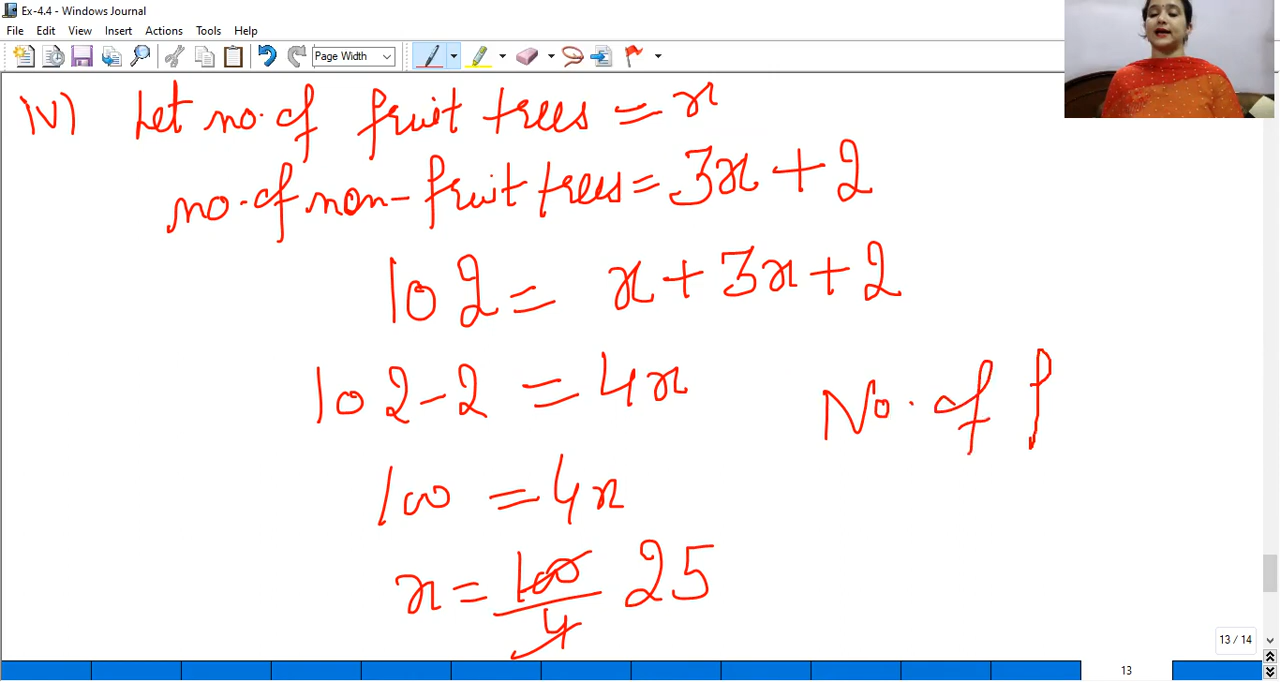 Ex-4.4 - Windows Journal
File Edit View Insert Actions Tools Help
Page Width
IV) Let no. of fruit trees = x
no. of non-fruit trees = 3x + 2
102 = x + 3x + 2
102 - 2 = 4x
No. of f
100 = 4x
x = 100/4 25
13 / 14
13